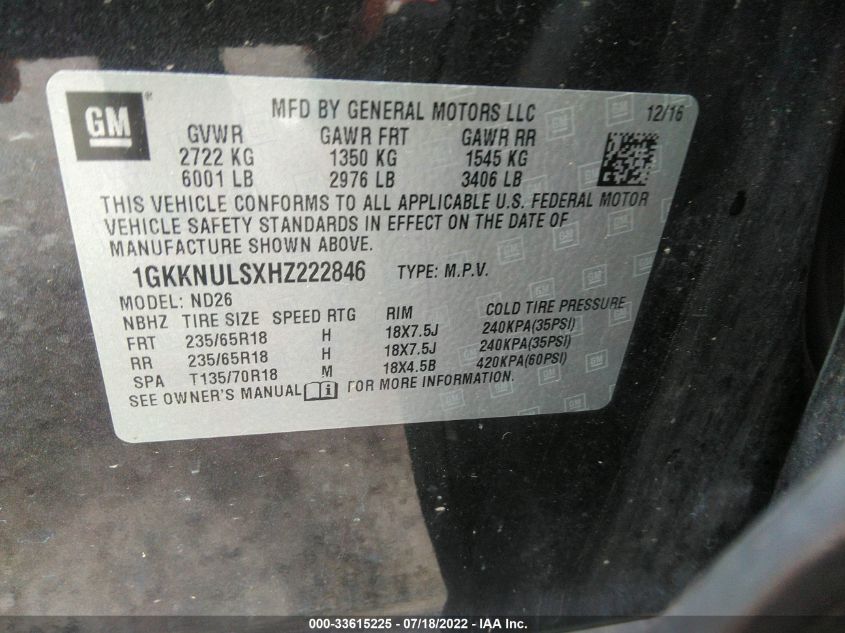 GM ® MFD BY GENERAL MOTORS LLC 12/16
GVWR GAWR FRT GAWR RR
2722 KG 1350 KG 1545 KG
6001 LB 2976 LB 3406 LB
THIS VEHICLE CONFORMS TO ALL APPLICABLE U.S. FEDERAL MOTOR
VEHICLE SAFETY STANDARDS IN EFFECT ON THE DATE OF
MANUFACTURE SHOWN ABOVE.
1GKKNULSXHZ222846 TYPE: M.P.V.
MODEL: ND26
NBHZ TIRE SIZE SPEED RTG RIM COLD TIRE PRESSURE
FRT 235/65R18 H 18X7.5J 240KPA(35PSI)
RR 235/65R18 H 18X7.5J 240KPA(35PSI)
SPA T135/70R18 M 18X4.5B 420KPA(60PSI)
SEE OWNER'S MANUAL i FOR MORE INFORMATION.
000-33615225 - 07/18/2022 - IAA Inc.